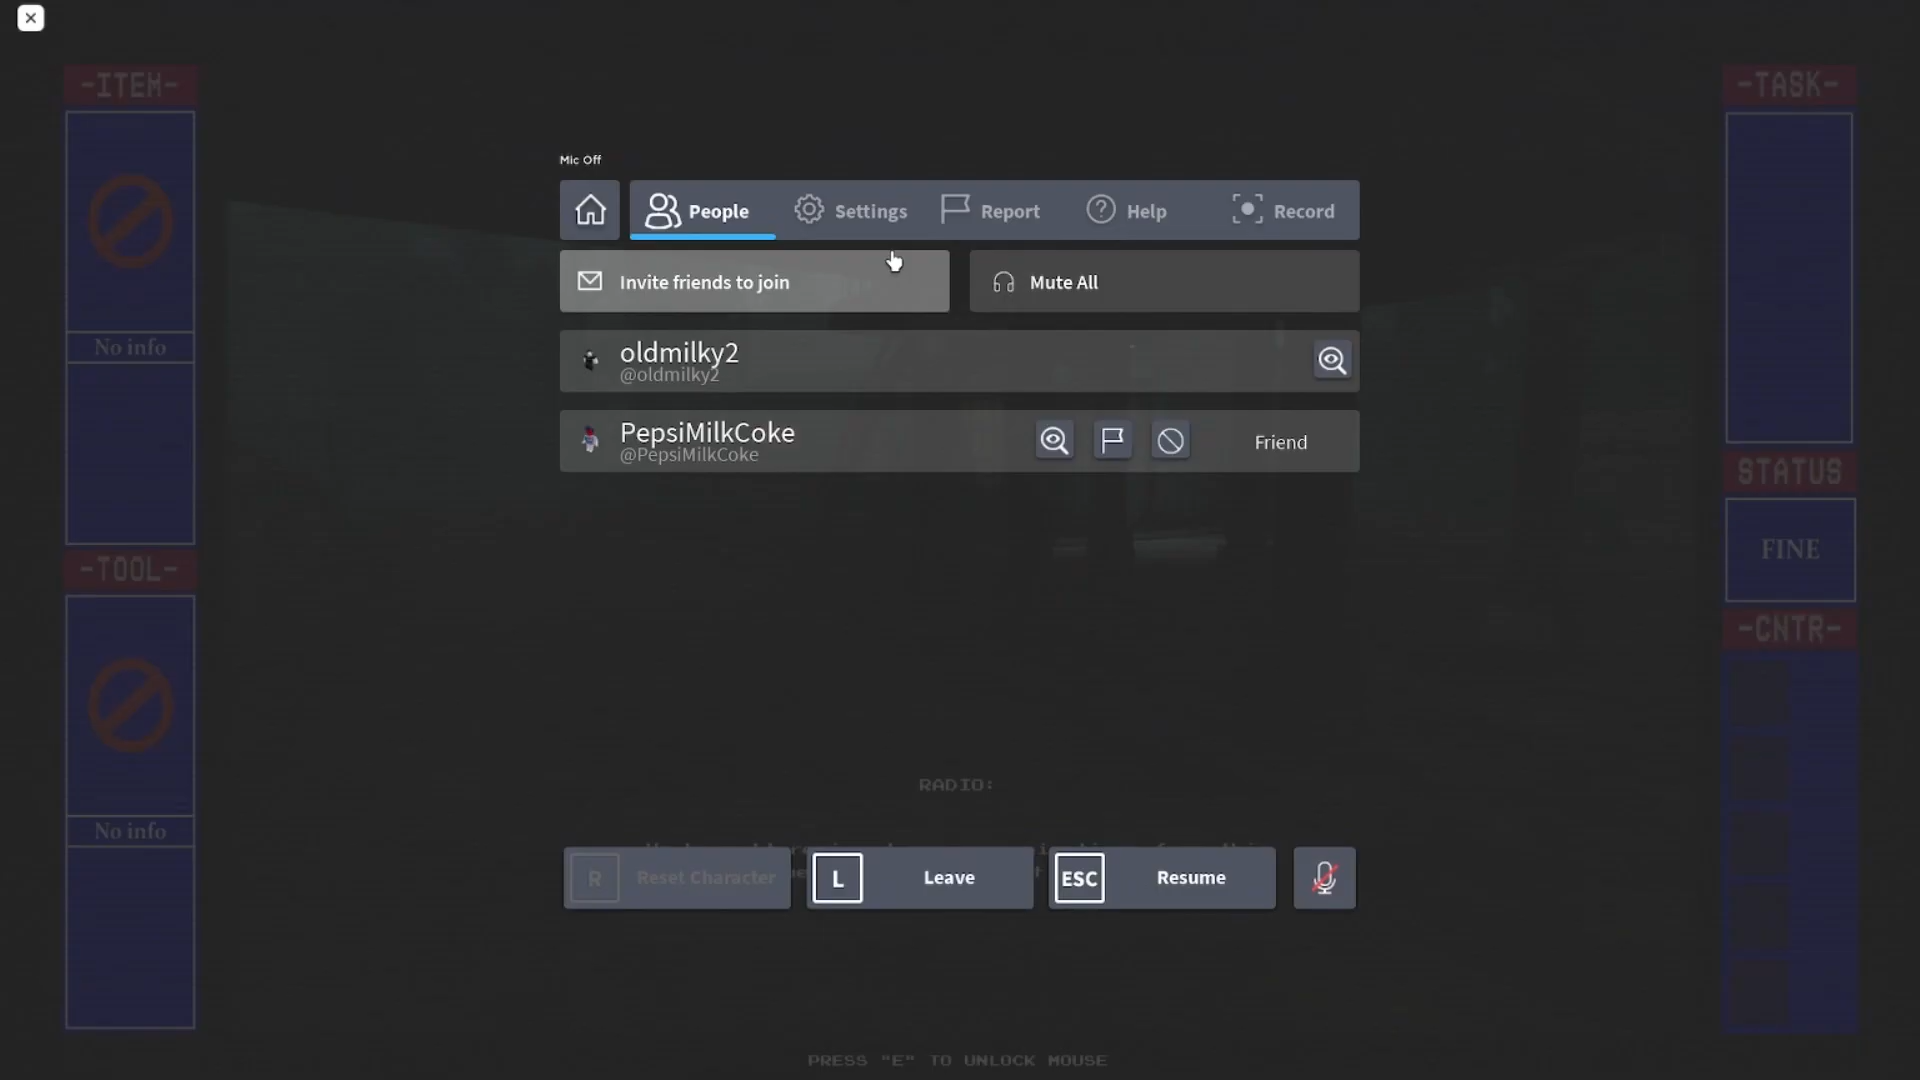 -ITEM-
No info
-TOOL-
No info
Mic Off
People
Settings
Report
Help
Record
Invite friends to join
Mute All
oldmilky2
@oldmilky2
PepsiMilkCoke
@PepsiMilkCoke
Friend
RADIO:
R
Reset Character
L
Leave
ESC
Resume
PRESS "E" TO UNLOCK MOUSE
-TASK-
STATUS
FINE
-CNTR-